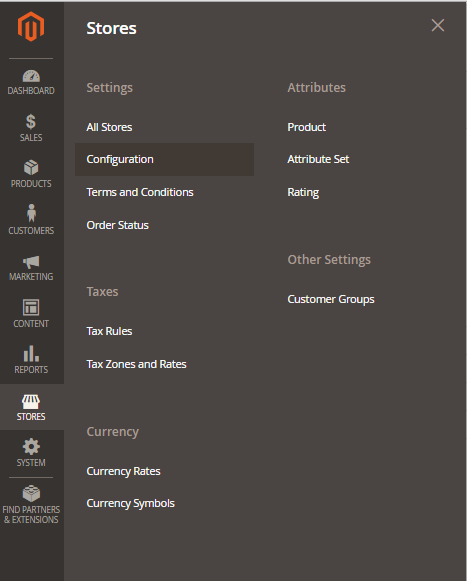 DASHBOARD
SALES
PRODUCTS
CUSTOMERS
MARKETING
CONTENT
REPORTS
STORES
SYSTEM
FIND PARTNERS
& EXTENSIONS
Stores
Settings
All Stores
Configuration
Terms and Conditions
Order Status
Taxes
Tax Rules
Tax Zones and Rates
Currency
Currency Rates
Currency Symbols
Attributes
Product
Attribute Set
Rating
Other Settings
Customer Groups